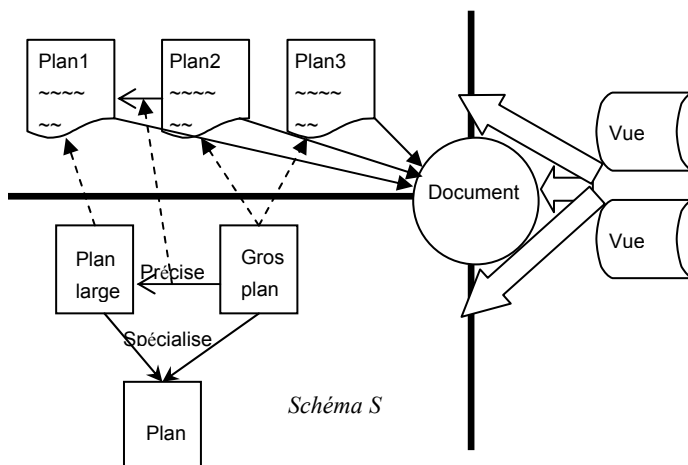 Plan1
~~~~
~~
Plan2
~~~~
~~
Plan3
~~~~
~~
Document
Vue
Vue
Plan
large
Précise
Gros
plan
Spécialise
Plan
Schéma S